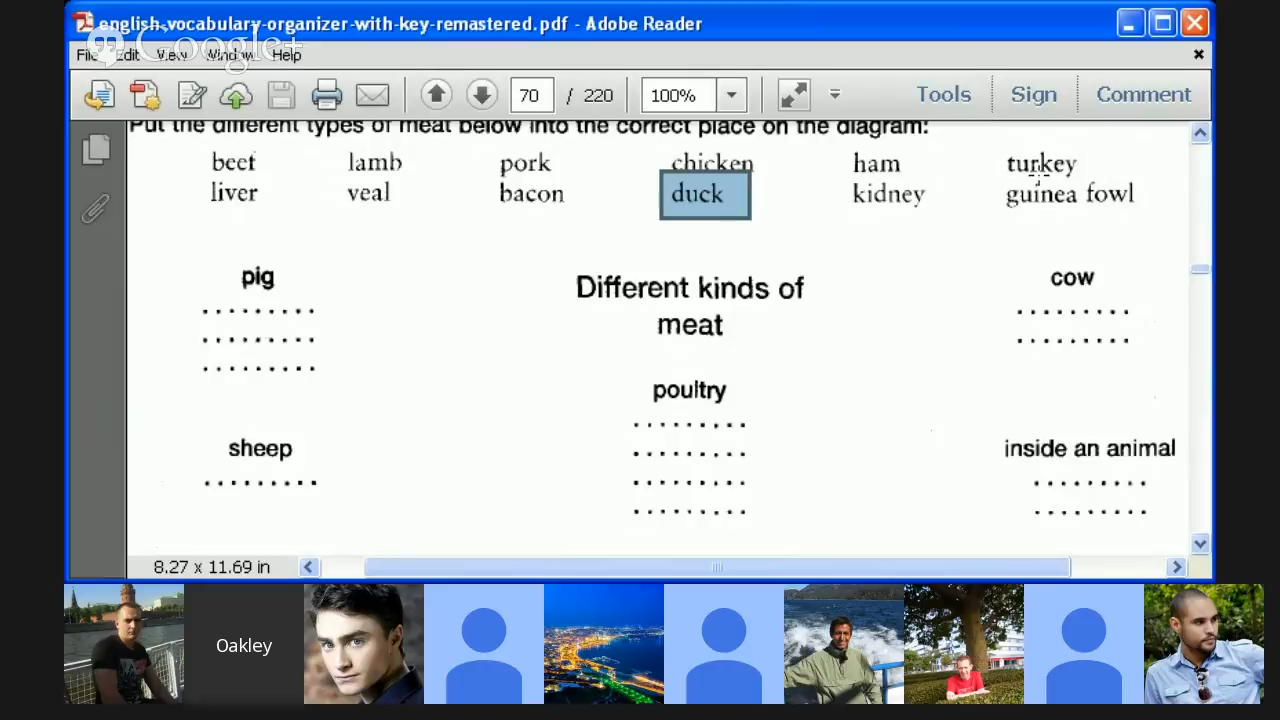 english-vocabulary-organizer-with-key-remastered.pdf - Adobe Reader
Google+
File Edit View Window Help
70 / 220 100% Tools Sign Comment
Put the different types of meat below into the correct place on the diagram:
beef lamb pork chicken ham turkey
liver veal bacon duck kidney guinea fowl
pig
Different kinds of
meat
cow
poultry
sheep
inside an animal
8.27 x 11.69 in
Oakley